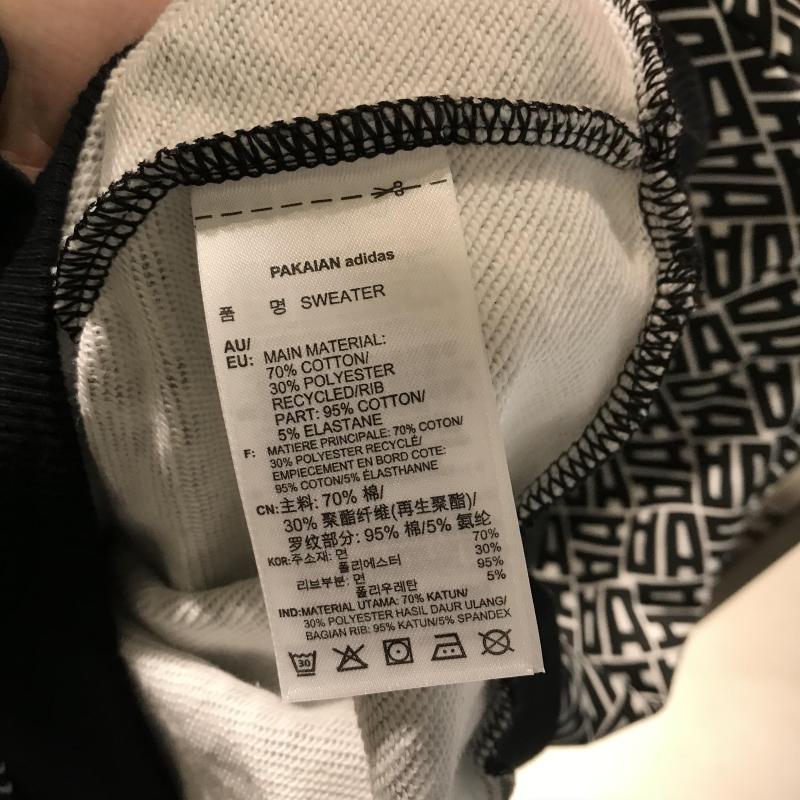 PAKAIAN adidas
품 명 SWEATER
AU/
EU: MAIN MATERIAL:
70% COTTON/
30% POLYESTER
RECYCLED/RIB
PART: 95% COTTON/
5% ELASTANE
F: MATIERE PRINCIPALE: 70% COTON/
30% POLYESTER RECYCLÉ/
EMPIECEMENT EN BORD COTE:
95% COTON/5% ÉLASTHANNE
CN:主料: 70% 棉/
30% 聚酯纤维(再生聚酯)/
罗纹部分: 95% 棉/5% 氨纶
KOR:주소재: 면 70%
폴리에스터 30%
리브부분: 면 95%
폴리우레탄 5%
IND:MATERIAL UTAMA: 70% KATUN/
30% POLYESTER HASIL DAUR ULANG/
BAGIAN RIB: 95% KATUN/5% SPANDEX
30